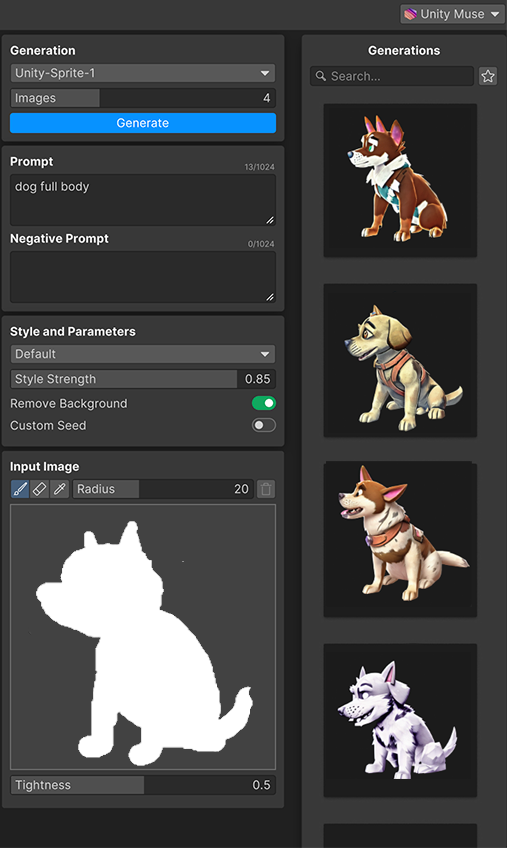 Unity Muse
Generation
Unity-Sprite-1
Images 4
Generate
Prompt
13/1024
dog full body
Negative Prompt
0/1024
Style and Parameters
Default
Style Strength 0.85
Remove Background
Custom Seed
Input Image
Radius 20
Tightness 0.5
Generations
Search...